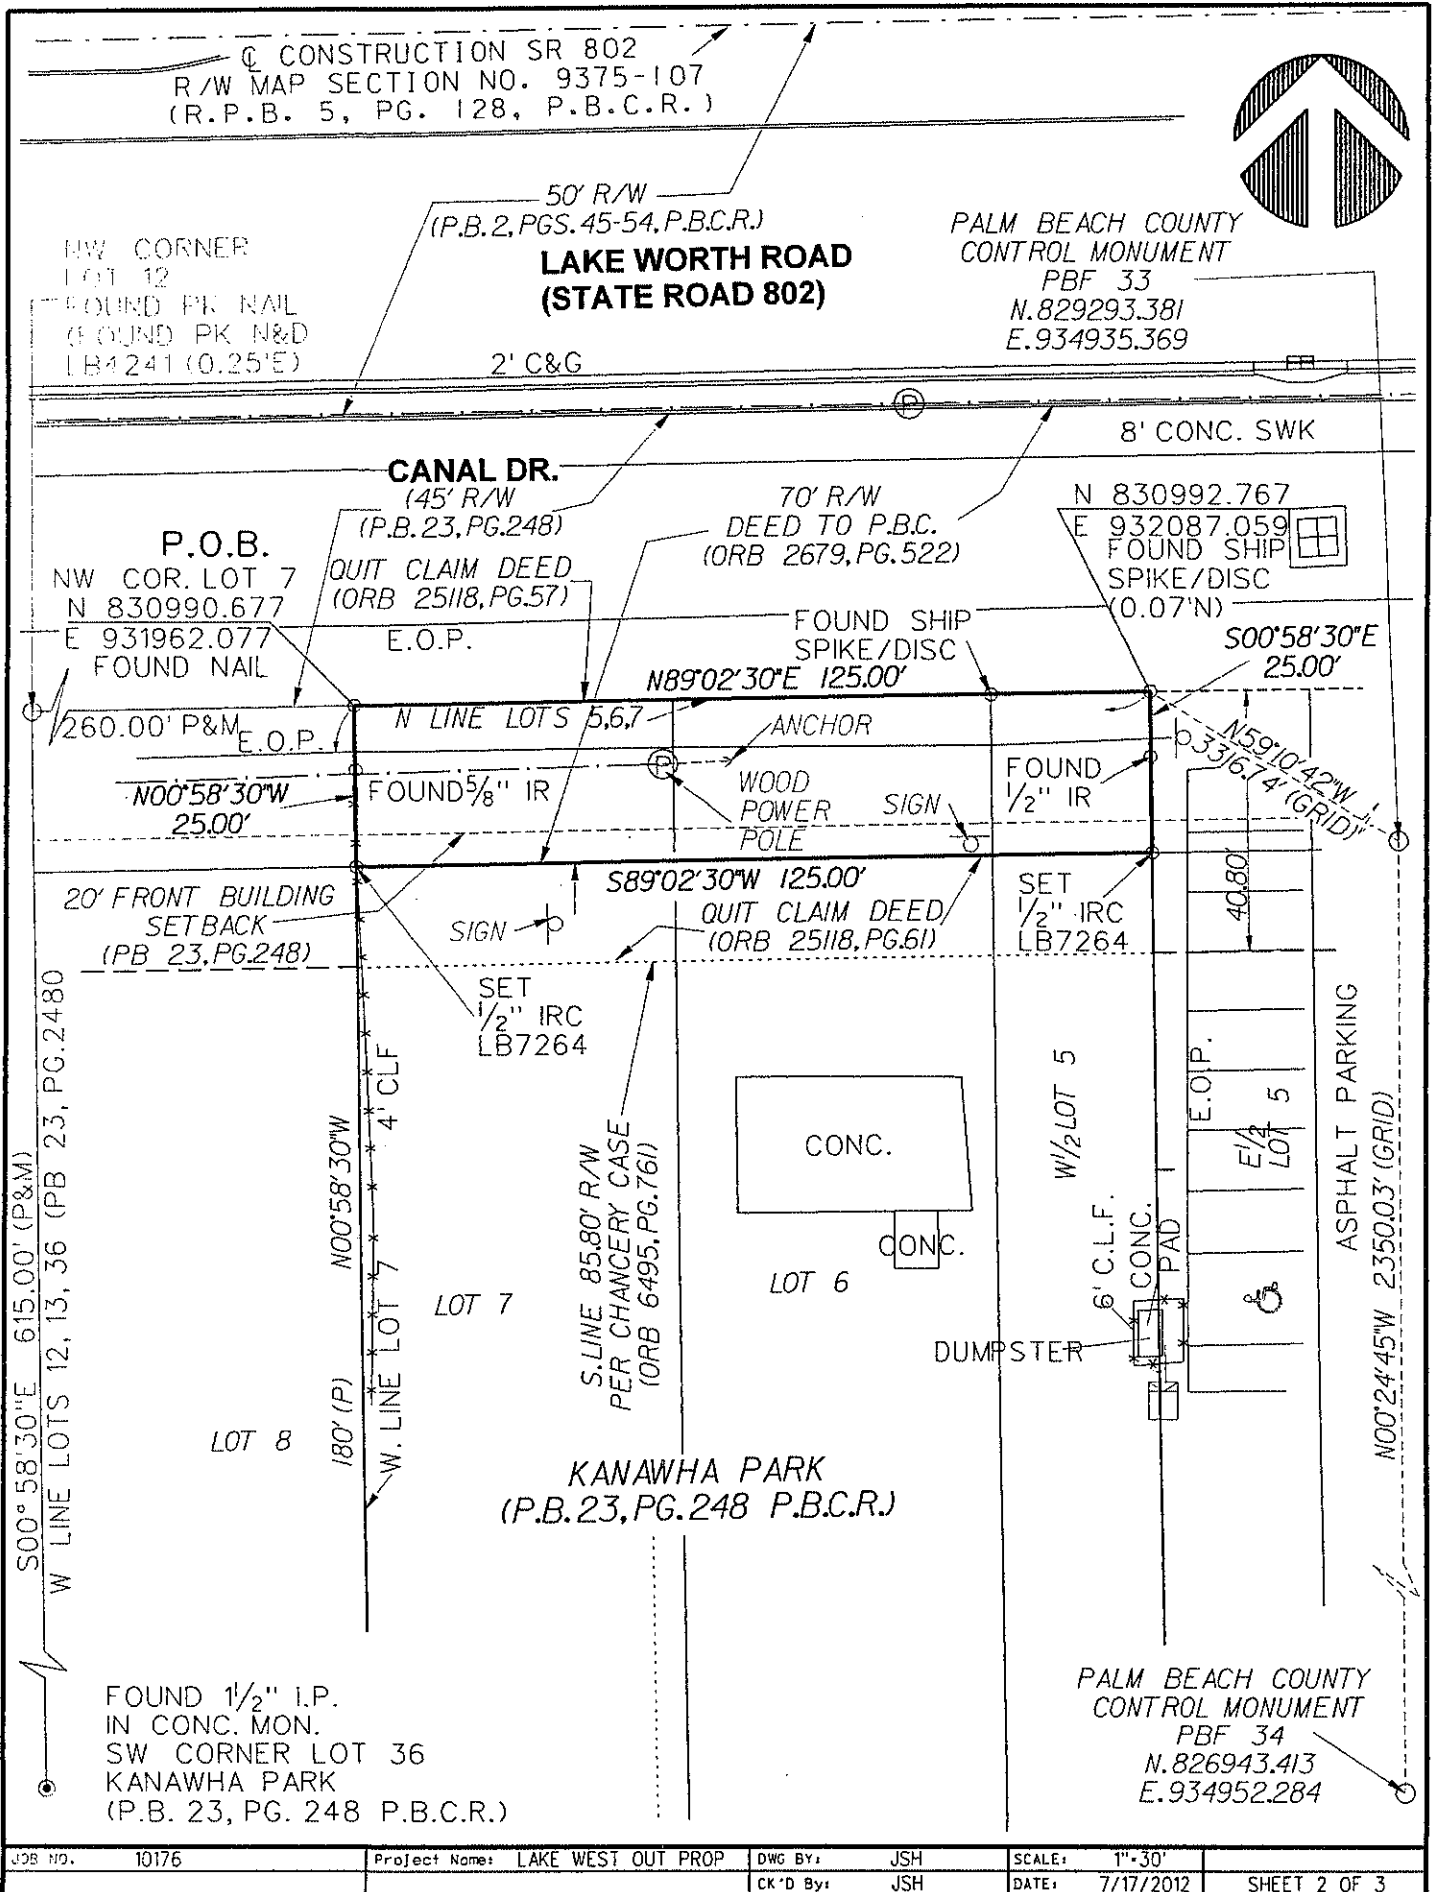 ℄ CONSTRUCTION SR 802
R/W MAP SECTION NO. 9375-107
(R.P.B. 5, PG. 128, P.B.C.R.)
50' R/W
(P.B.2, PGS.45-54, P.B.C.R.)
LAKE WORTH ROAD
(STATE ROAD 802)
PALM BEACH COUNTY
CONTROL MONUMENT
PBF 33
N.829293.381
E.934935.369
NW CORNER
LOT 12
FOUND PK NAIL
(FOUND PK N&D
LB4241 (0.25'E)
2' C&G
P
8' CONC. SWK
CANAL DR.
(45' R/W
(P.B.23, PG.248)
70' R/W
DEED TO P.B.C.
(ORB 2679, PG.522)
N 830992.767
E 932087.059
FOUND SHIP
SPIKE/DISC
(0.07'N)
P.O.B.
NW COR. LOT 7
N 830990.677
E 931962.077
FOUND NAIL
QUIT CLAIM DEED
(ORB 25118, PG.57)
E.O.P.
FOUND SHIP
SPIKE/DISC
S00°58'30"E
25.00'
N89°02'30"E 125.00'
260.00' P&M
E.O.P.
N LINE LOTS 5,6,7
ANCHOR
P
N59°10'42"W
3316.74' (GRID)
N00°58'30"W
25.00'
FOUND 5/8" IR
WOOD
POWER
POLE
SIGN
FOUND
1/2" IR
40.80'
S89°02'30"W 125.00'
20' FRONT BUILDING
SETBACK
(PB 23, PG.248)
SIGN
QUIT CLAIM DEED
(ORB 25118, PG.61)
SET
1/2" IRC
LB7264
SET
1/2" IRC
LB7264
S00°58'30"E 615.00' (P&M)
W LINE LOTS 12, 13, 36 (PB 23, PG.2480
N00°58'30"W
180' (P)
4' CLF
W. LINE LOT 7
S.LINE 85.80' R/W
PER CHANCERY CASE
(ORB 6495, PG.761)
CONC.
CONC.
W1/2 LOT 5
E.O.P.
E1/2
LOT 5
ASPHALT PARKING
N00°24'45"W 2350.03' (GRID)
6' C.L.F.
CONC.
PAD
DUMPSTER
LOT 8
LOT 7
LOT 6
KANAWHA PARK
(P.B.23, PG.248 P.B.C.R.)
FOUND 1 1/2" I.P.
IN CONC. MON.
SW CORNER LOT 36
KANAWHA PARK
(P.B. 23, PG. 248 P.B.C.R.)
PALM BEACH COUNTY
CONTROL MONUMENT
PBF 34
N.826943.413
E.934952.284
JOB NO. 10176
Project Name: LAKE WEST OUT PROP
DWG BY: JSH
SCALE: 1"=30'
CK'D By: JSH
DATE: 7/17/2012
SHEET 2 OF 3